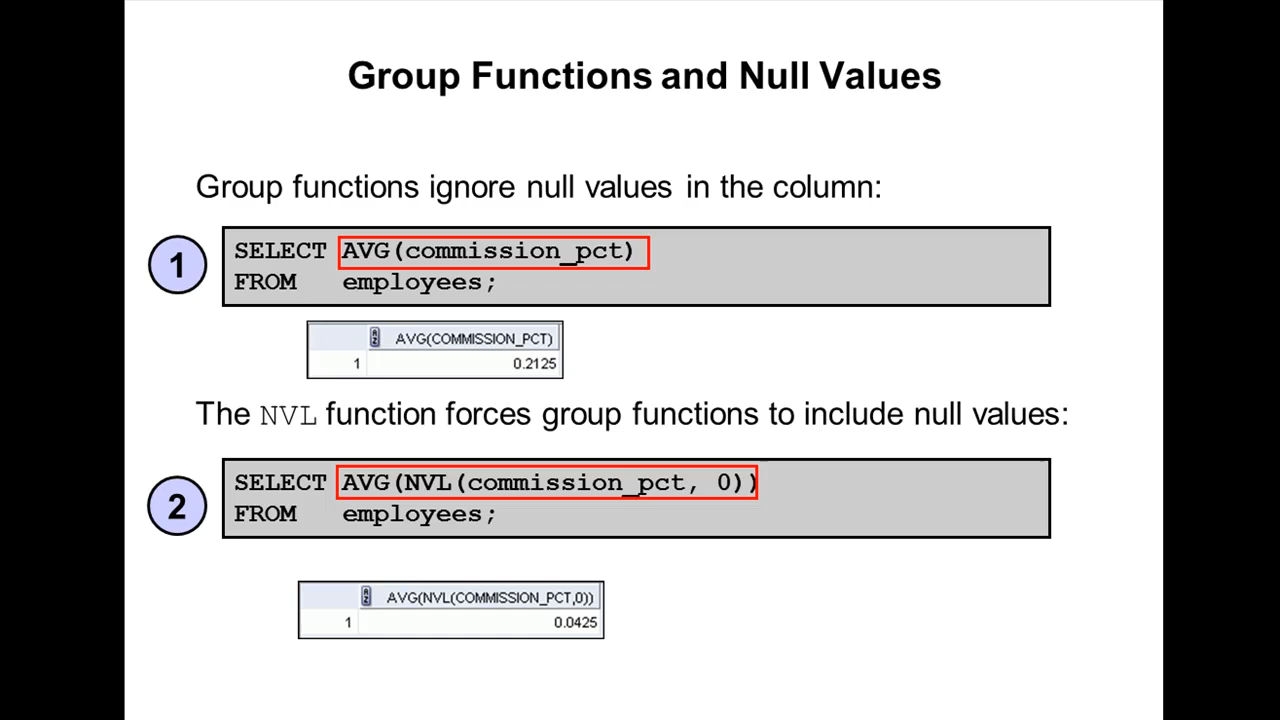 Group Functions and Null Values
Group functions ignore null values in the column:
1
SELECT AVG(commission_pct)
FROM   employees;
AVG(COMMISSION_PCT)
1 0.2125
The NVL function forces group functions to include null values:
2
SELECT AVG(NVL(commission_pct, 0))
FROM   employees;
AVG(NVL(COMMISSION_PCT,0))
1 0.0425